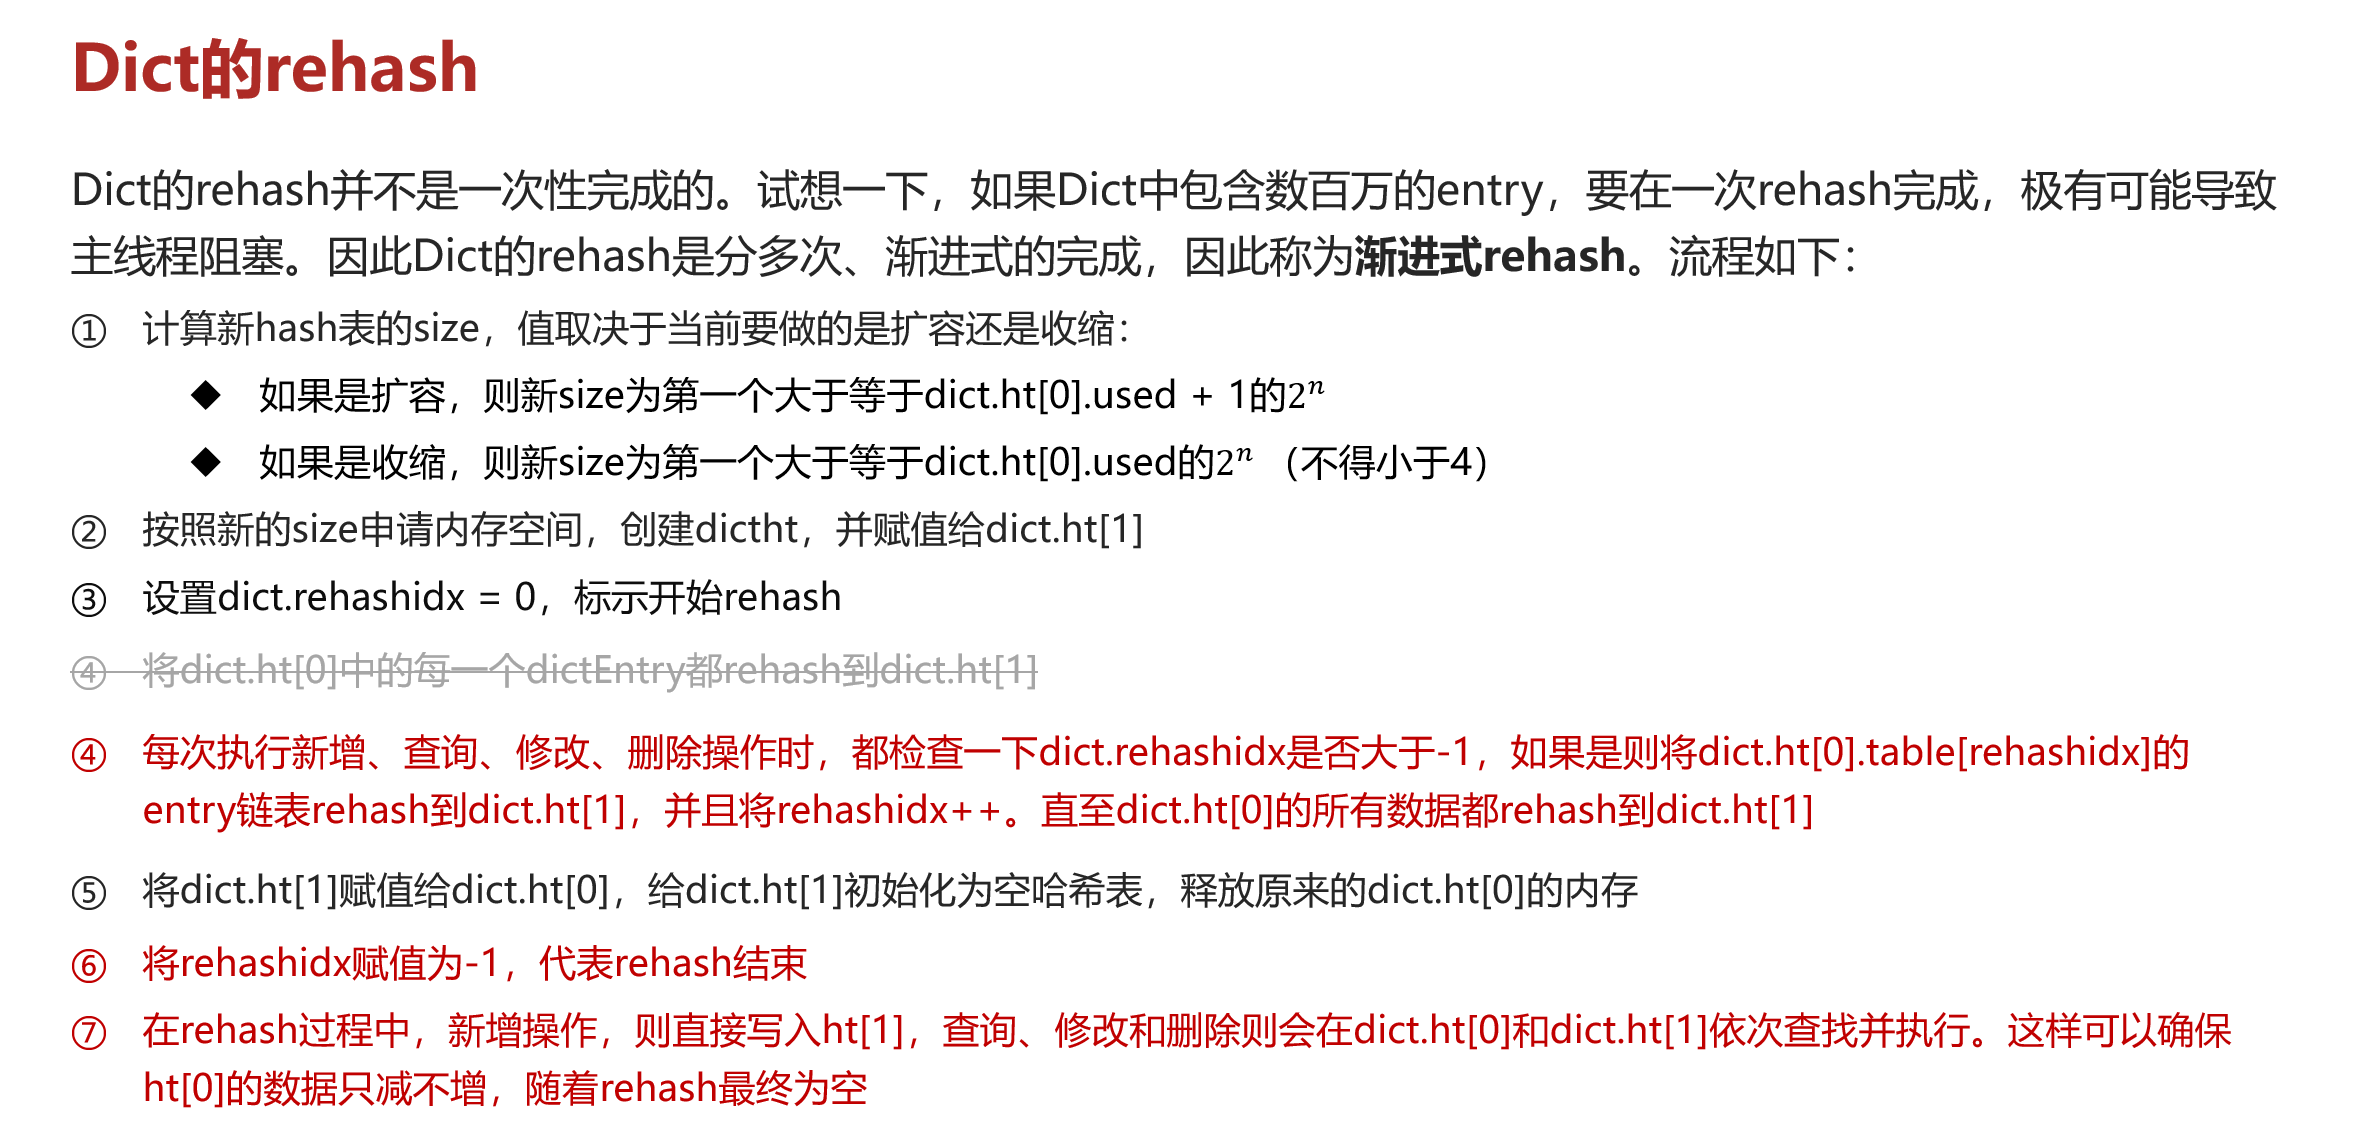 Dict的rehash
Dict的rehash并不是一次性完成的。试想一下，如果Dict中包含数百万的entry，要在一次rehash完成，极有可能导致
主线程阻塞。因此Dict的rehash是分多次、渐进式的完成，因此称为渐进式rehash。流程如下：
① 计算新hash表的size，值取决于当前要做的是扩容还是收缩：
◆ 如果是扩容，则新size为第一个大于等于dict.ht[0].used + 1的2ⁿ
◆ 如果是收缩，则新size为第一个大于等于dict.ht[0].used的2ⁿ （不得小于4）
② 按照新的size申请内存空间，创建dictht，并赋值给dict.ht[1]
③ 设置dict.rehashidx = 0，标示开始rehash
④ 将dict.ht[0]中的每一个dictEntry都rehash到dict.ht[1]
④ 每次执行新增、查询、修改、删除操作时，都检查一下dict.rehashidx是否大于-1，如果是则将dict.ht[0].table[rehashidx]的
entry链表rehash到dict.ht[1]，并且将rehashidx++。直至dict.ht[0]的所有数据都rehash到dict.ht[1]
⑤ 将dict.ht[1]赋值给dict.ht[0]，给dict.ht[1]初始化为空哈希表，释放原来的dict.ht[0]的内存
⑥ 将rehashidx赋值为-1，代表rehash结束
⑦ 在rehash过程中，新增操作，则直接写入ht[1]，查询、修改和删除则会在dict.ht[0]和dict.ht[1]依次查找并执行。这样可以确保
ht[0]的数据只减不增，随着rehash最终为空